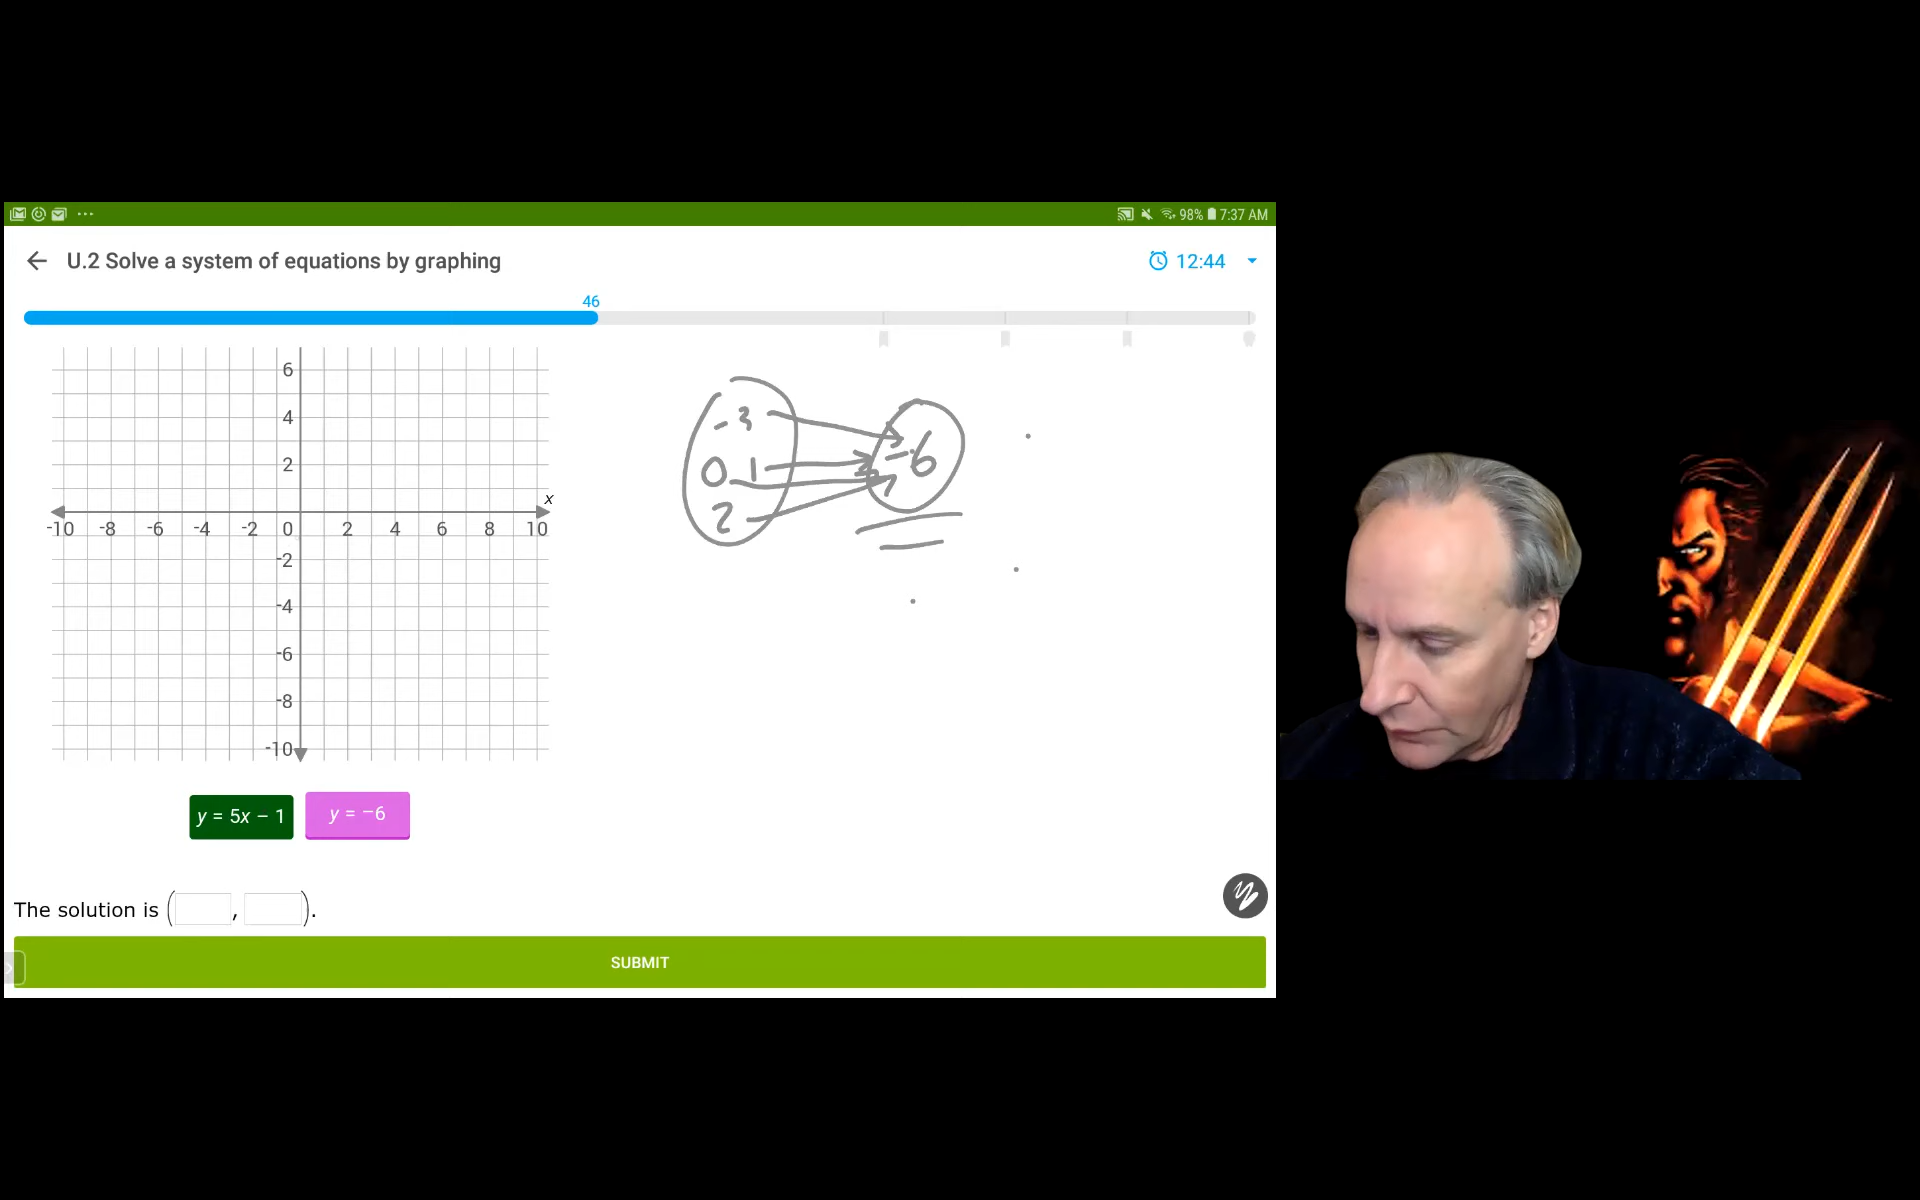 98% 7:37 AM
U.2 Solve a system of equations by graphing
12:44
46
6
4
2
x
-10 -8 -6 -4 -2 0 2 4 6 8 10
-2
-4
-6
-8
-10
-3
0 1
2
-6
y = 5x − 1
y = −6
The solution is ( , ).
SUBMIT